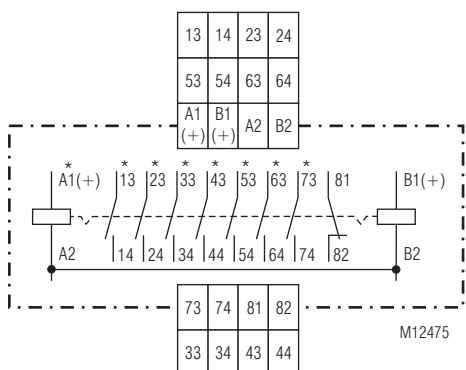 13 14 23 24
53 54 63 64
A1 (+) B1 (+) A2 B2
* * * * * * * *
A1(+) 13 23 33 43 53 63 73 81 B1(+)
A2 14 24 34 44 54 64 74 82 B2
73 74 81 82
M12475
33 34 43 44